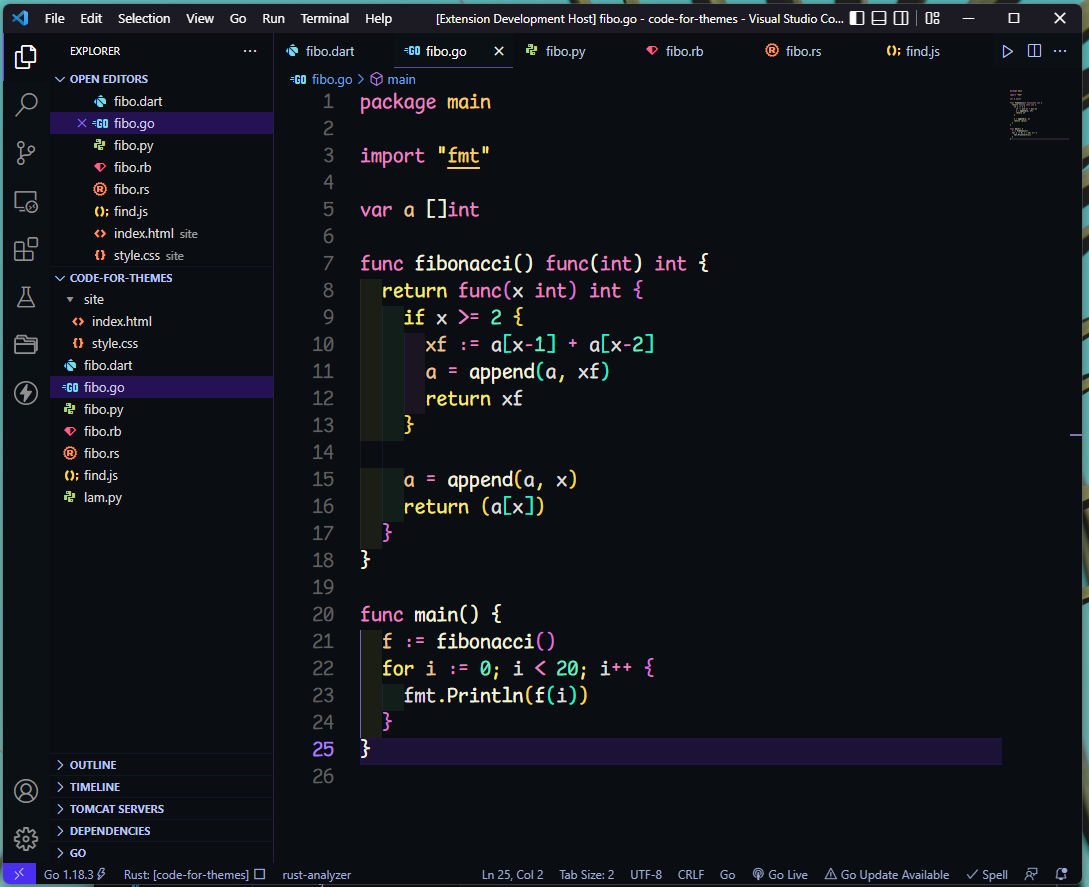 File Edit Selection View Go Run Terminal Help [Extension Development Host] fibo.go - code-for-themes - Visual Studio Co...
EXPLORER
OPEN EDITORS
fibo.dart
fibo.go
fibo.py
fibo.rb
fibo.rs
find.js
index.html site
style.css site
CODE-FOR-THEMES
site
index.html
style.css
fibo.dart
fibo.go
fibo.py
fibo.rb
fibo.rs
find.js
lam.py
OUTLINE
TIMELINE
TOMCAT SERVERS
DEPENDENCIES
GO
fibo.dart fibo.go fibo.py fibo.rb fibo.rs find.js
fibo.go > main
1 package main
2
3 import "fmt"
4
5 var a []int
6
7 func fibonacci() func(int) int {
8 return func(x int) int {
9 if x >= 2 {
10 xf := a[x-1] + a[x-2]
11 a = append(a, xf)
12 return xf
13 }
14
15 a = append(a, x)
16 return (a[x])
17 }
18 }
19
20 func main() {
21 f := fibonacci()
22 for i := 0; i < 20; i++ {
23 fmt.Println(f(i))
24 }
25 }
26
Go 1.18.3 Rust: [code-for-themes] rust-analyzer Ln 25, Col 2 Tab Size: 2 UTF-8 CRLF Go Go Live Go Update Available Spell